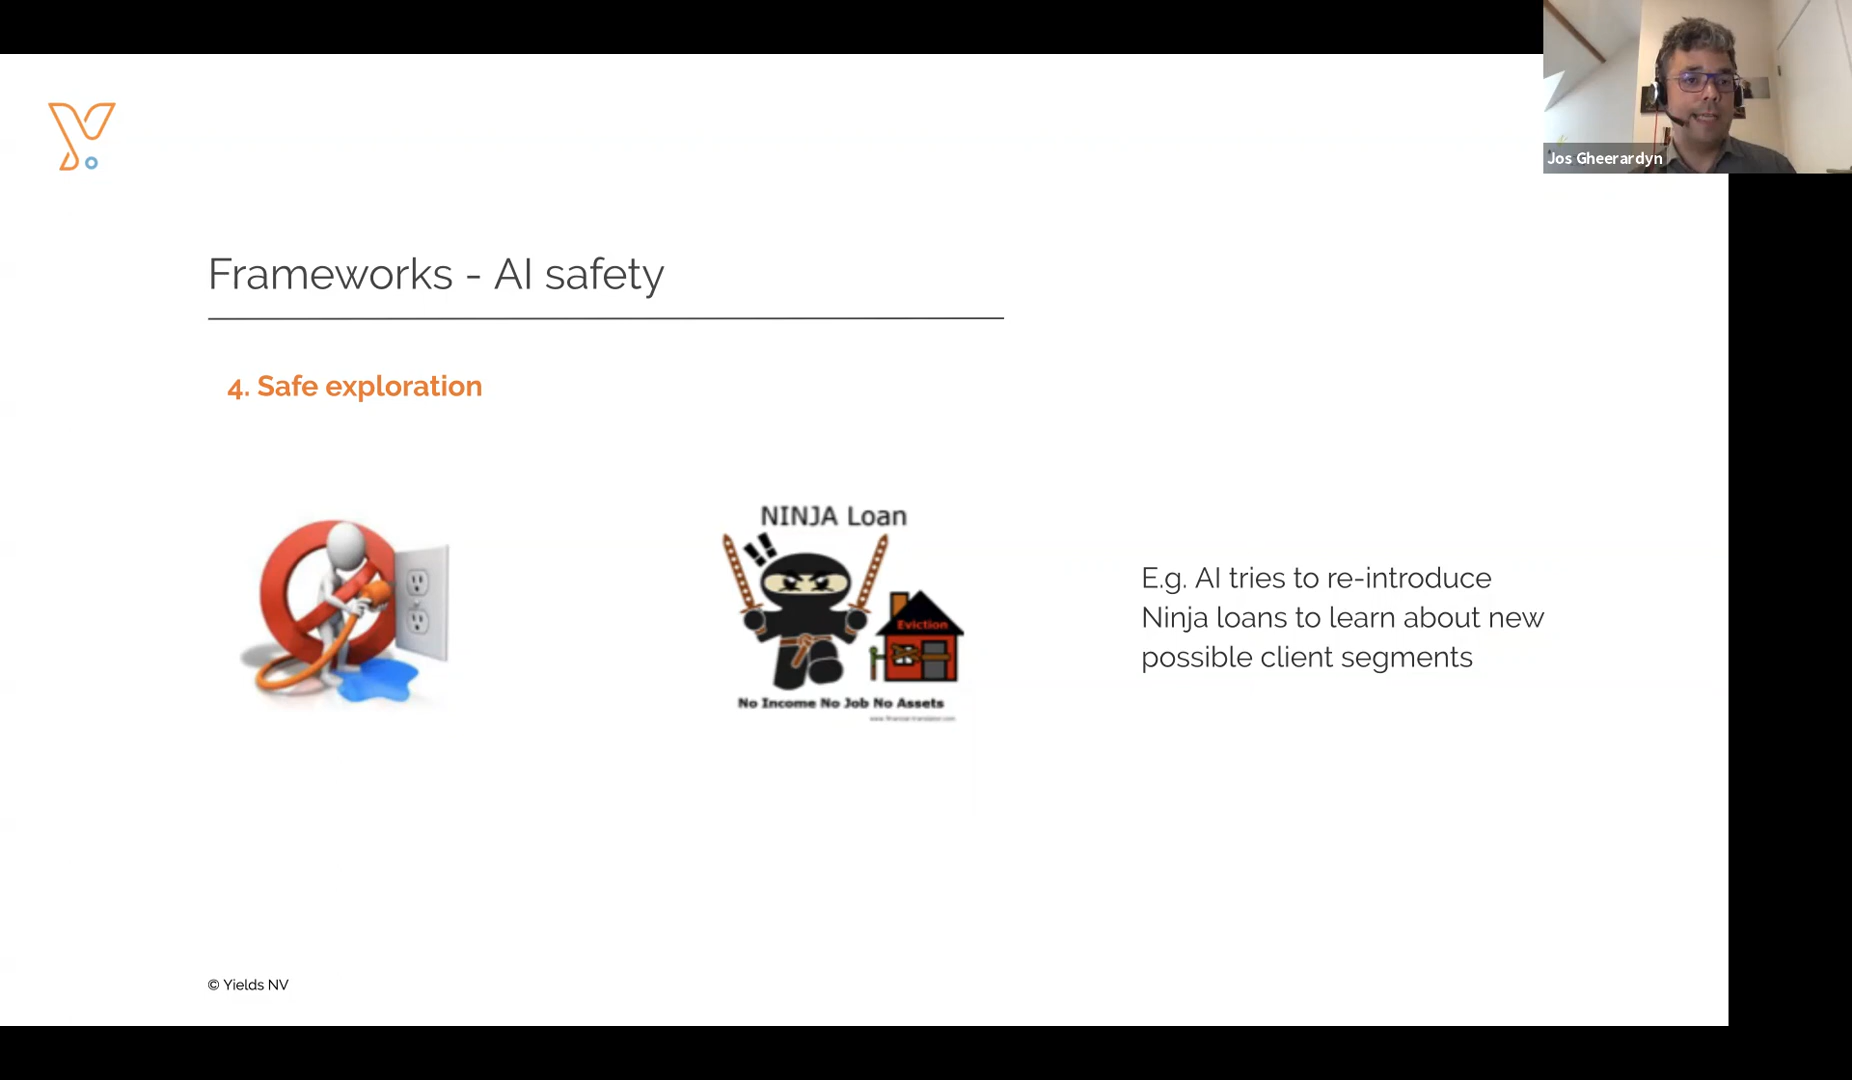 Jos Gheerardyn
Frameworks - AI safety
4. Safe exploration
NINJA Loan
!!
Eviction
No Income No Job No Assets
E.g. AI tries to re-introduce
Ninja loans to learn about new
possible client segments
© Yields NV